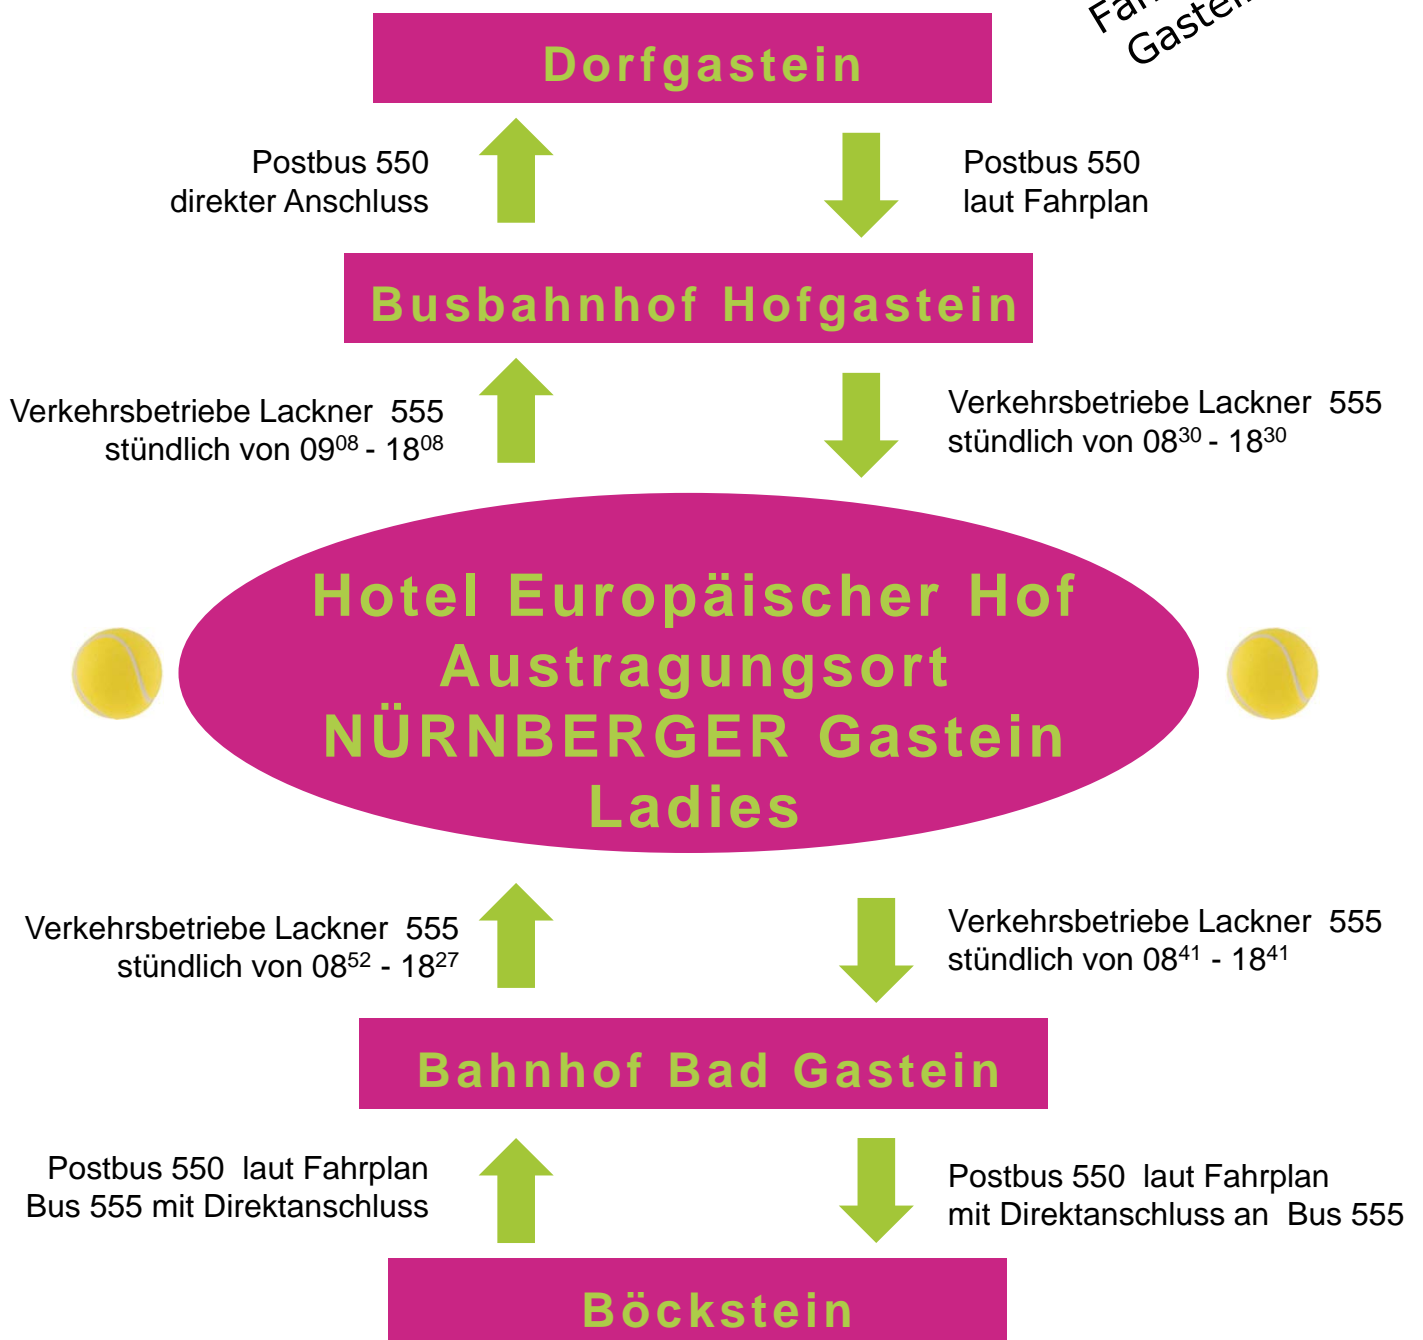 Gastein
Dorfgastein
Postbus 550
direkter Anschluss
Postbus 550
laut Fahrplan
Busbahnhof Hofgastein
Verkehrsbetriebe Lackner 555
stündlich von 09⁰⁸ - 18⁰⁸
Verkehrsbetriebe Lackner 555
stündlich von 08³⁰ - 18³⁰
Hotel Europäischer Hof
Austragungsort
NÜRNBERGER Gastein
Ladies
Verkehrsbetriebe Lackner 555
stündlich von 08⁵² - 18²⁷
Verkehrsbetriebe Lackner 555
stündlich von 08⁴¹ - 18⁴¹
Bahnhof Bad Gastein
Postbus 550 laut Fahrplan
Bus 555 mit Direktanschluss
Postbus 550 laut Fahrplan
mit Direktanschluss an Bus 555
Böckstein